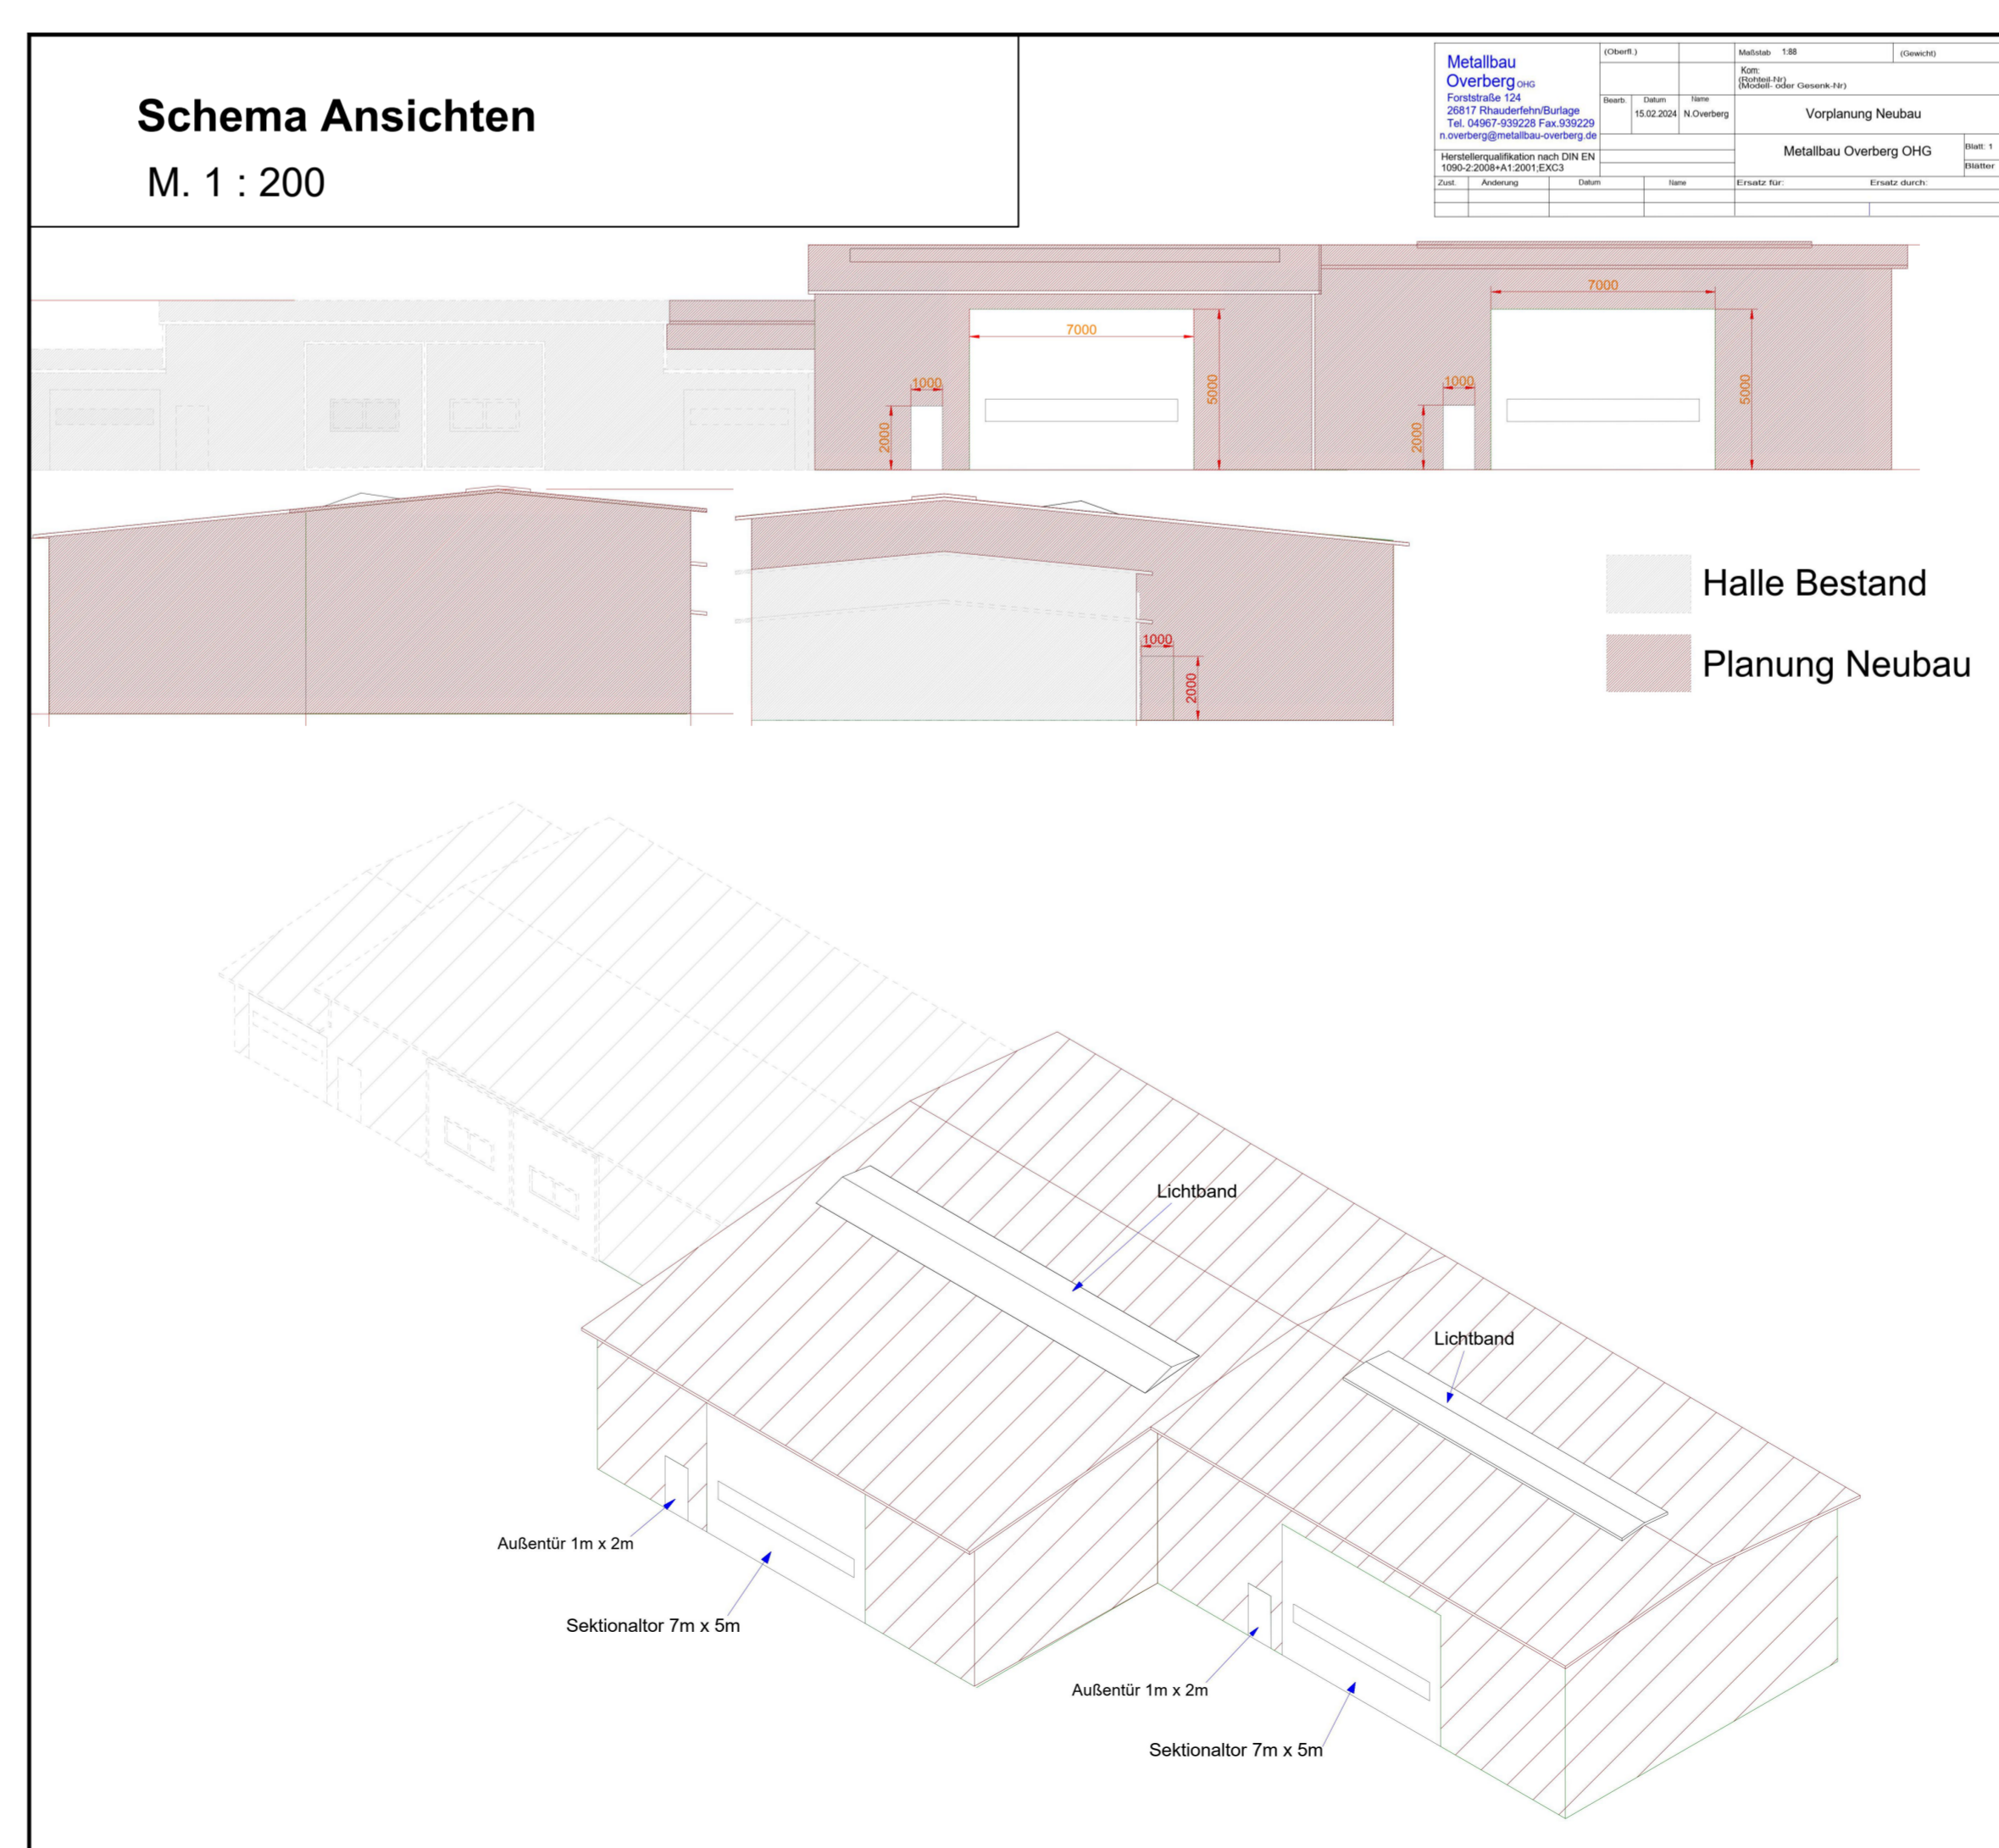 Schema Ansichten
M. 1 : 200
Metallbau
Overberg OHG
Forststraße 124
26817 Rhauderfehn/Burlage
Tel. 04967-939228 Fax.939229
n.overberg@metallbau-overberg.de
Herstellerqualifikation nach DIN EN
1090-2:2008+A1:2001;EXC3
(Oberfl.)
Maßstab 1:88
(Gewicht)
Kom:
(Rohteil-Nr)
(Modell- oder Gesenk-Nr)
Bearb. Datum Name
15.02.2024 N.Overberg
Vorplanung Neubau
Metallbau Overberg OHG
Blatt: 1
Blätter
Zust. Änderung Datum Name Ersatz für: Ersatz durch:
7000
7000
1000
5000
2000
1000
5000
2000
1000
2000
Halle Bestand
Planung Neubau
Lichtband
Lichtband
Außentür 1m x 2m
Sektionaltor 7m x 5m
Außentür 1m x 2m
Sektionaltor 7m x 5m